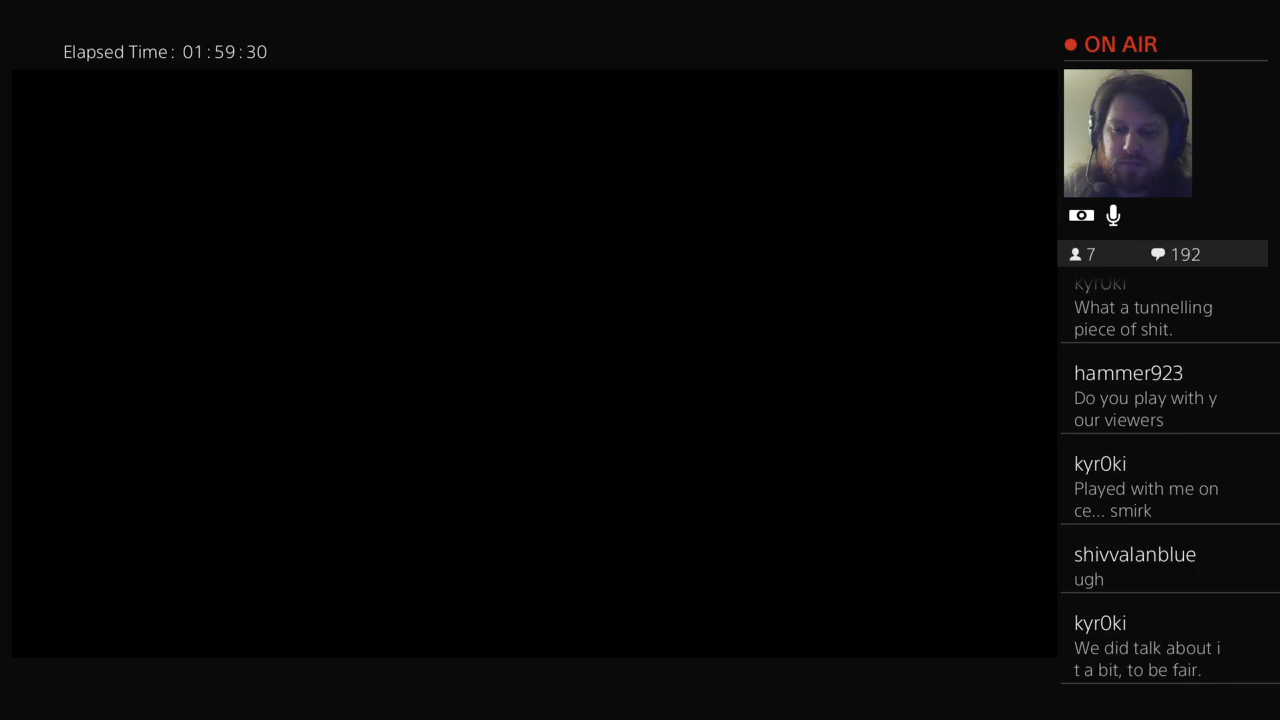 Elapsed Time: 01:59:30
ON AIR
7 192
kyr0ki
What a tunnelling
piece of shit.
hammer923
Do you play with y
our viewers
kyr0ki
Played with me on
ce... smirk
shivvalanblue
ugh
kyr0ki
We did talk about i
t a bit, to be fair.